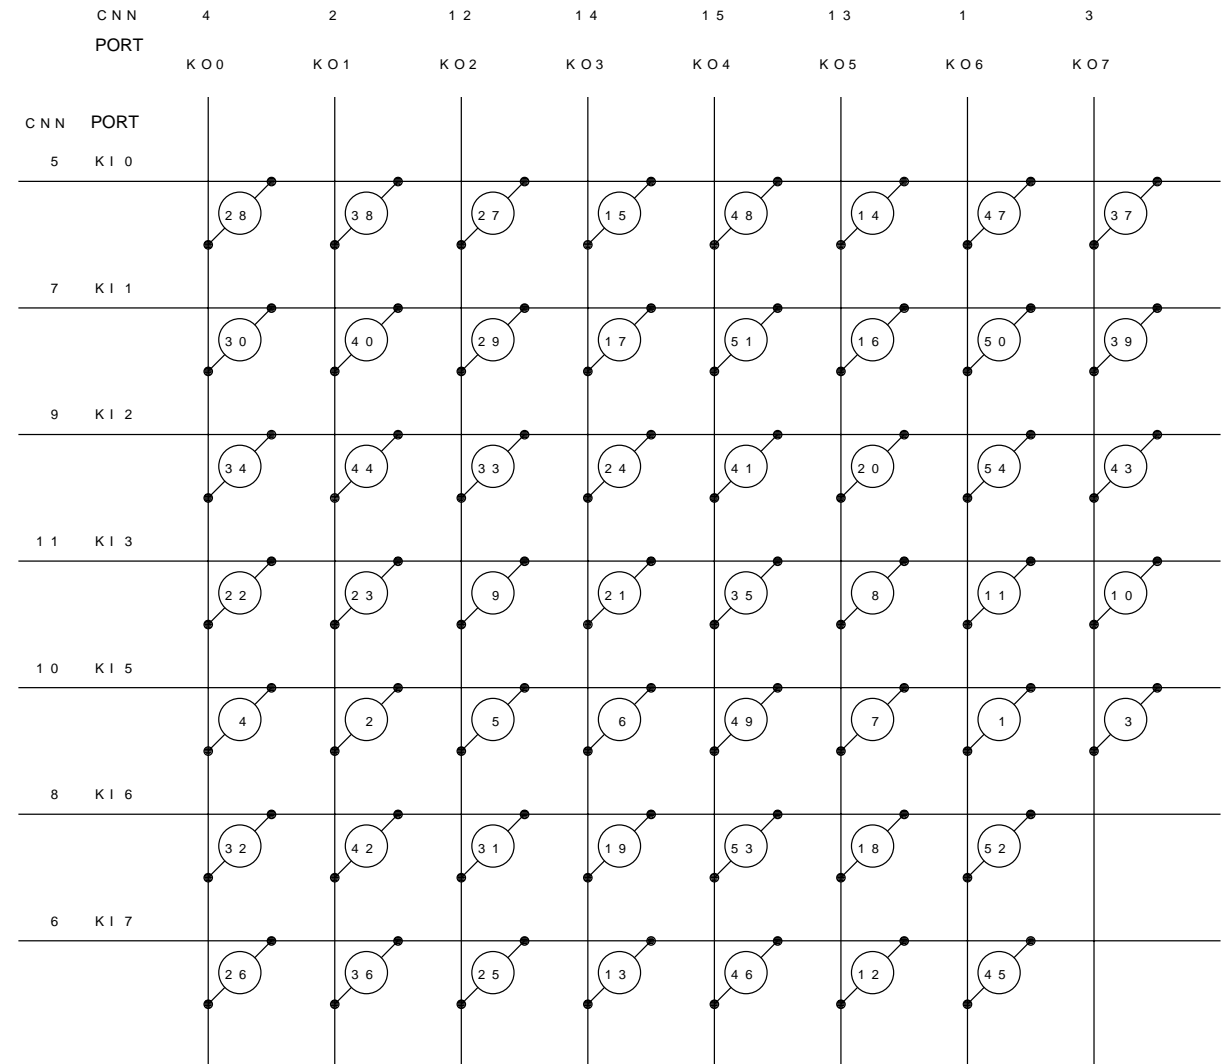 CNN 4 2 12 14 15 13 1 3
PORT
KO0 KO1 KO2 KO3 KO4 KO5 KO6 KO7
CNN PORT
5 KI0
28 38 27 15 48 14 47 37
7 KI1
30 40 29 17 51 16 50 39
9 KI2
34 44 33 24 41 20 54 43
11 KI3
22 23 9 21 35 8 11 10
10 KI5
4 2 5 6 49 7 1 3
8 KI6
32 42 31 19 53 18 52
6 KI7
26 36 25 13 46 12 45